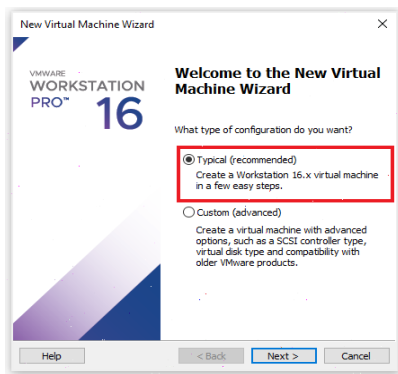 New Virtual Machine Wizard
VMWARE
WORKSTATION
PRO™
16
Welcome to the New Virtual
Machine Wizard
What type of configuration do you want?
Typical (recommended)
Create a Workstation 16.x virtual machine
in a few easy steps.
Custom (advanced)
Create a virtual machine with advanced
options, such as a SCSI controller type,
virtual disk type and compatibility with
older VMware products.
Help
< Back
Next >
Cancel